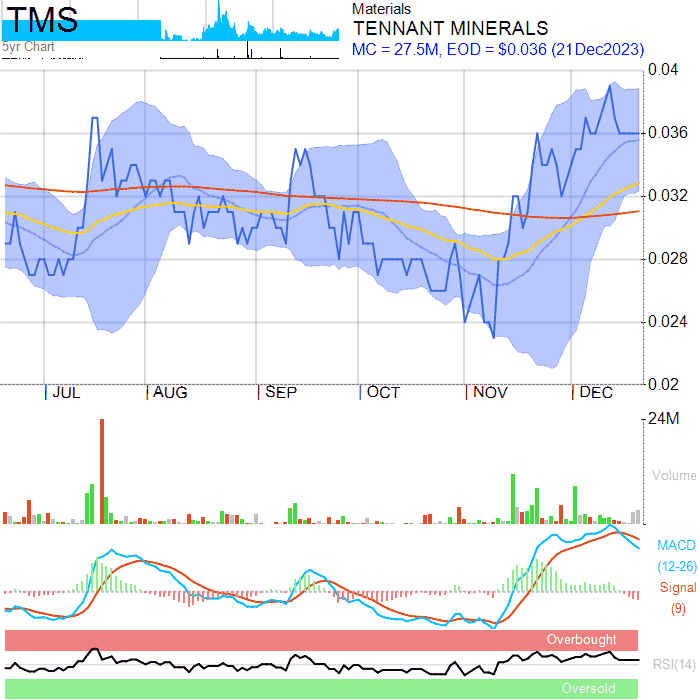 TMS
5yr Chart
Materials
TENNANT MINERALS
MC = 27.5M, EOD = $0.036 (21Dec2023)
0.04
0.036
0.032
0.028
0.024
0.02
JUL
AUG
SEP
OCT
NOV
DEC
24M
Volume
MACD
(12-26)
Signal
(9)
Overbought
RSI(14)
Oversold